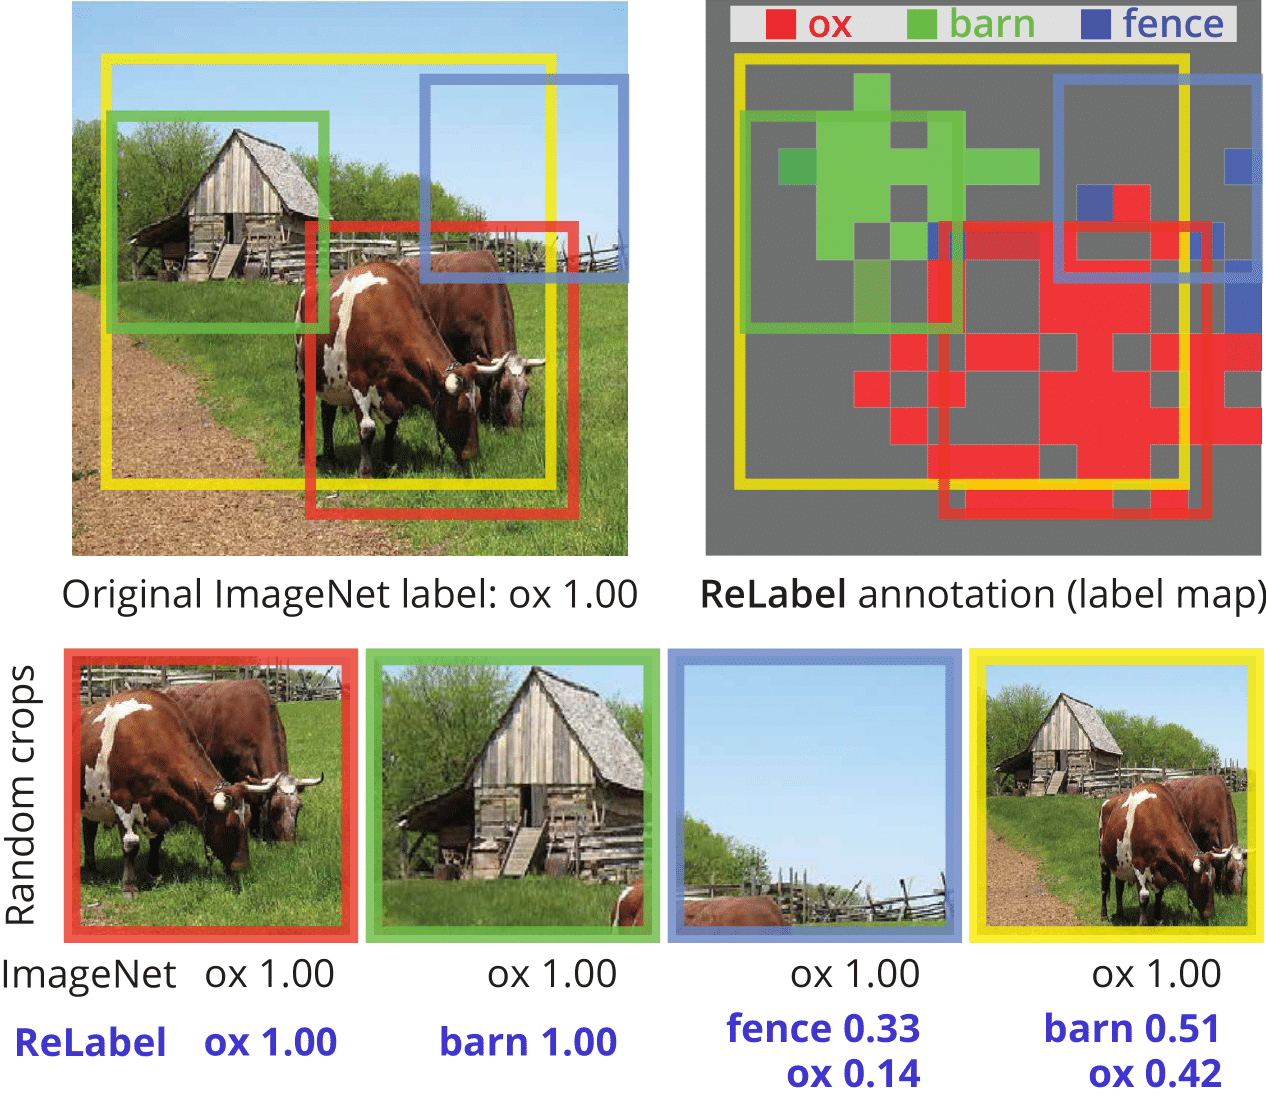 ox barn fence
Original ImageNet label: ox 1.00
ReLabel annotation (label map)
Random crops
ImageNet ox 1.00 ox 1.00 ox 1.00 ox 1.00
ReLabel ox 1.00 barn 1.00 fence 0.33 barn 0.51
ox 0.14 ox 0.42